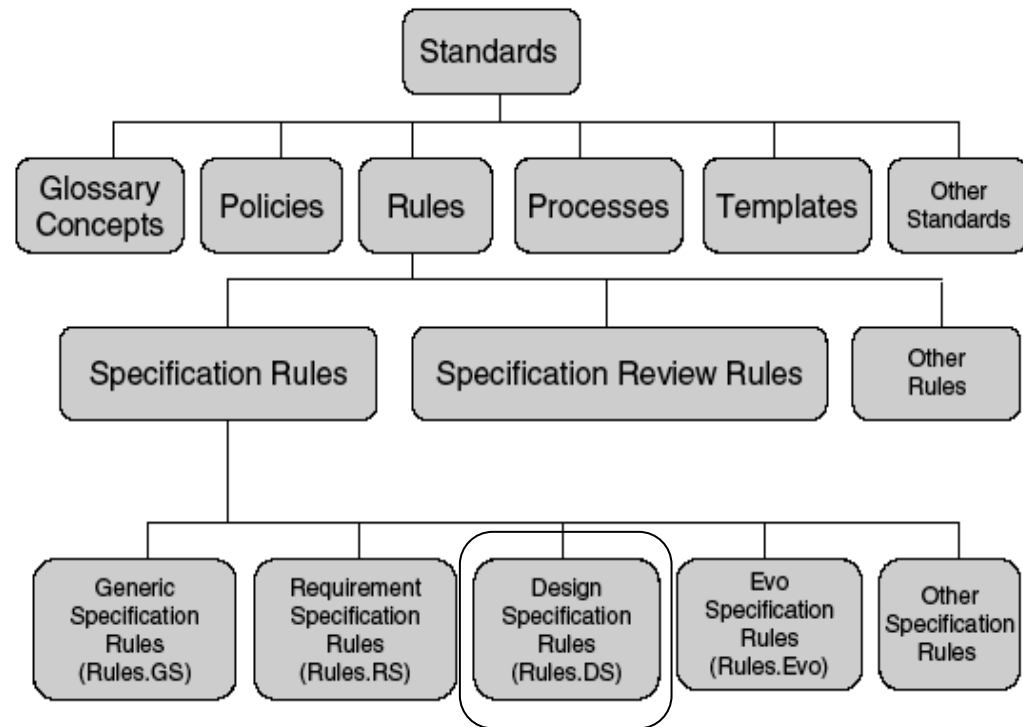 Standards
Glossary
Concepts
Policies
Rules
Processes
Templates
Other
Standards
Specification Rules
Specification Review Rules
Other
Rules
Generic
Specification
Rules
(Rules.GS)
Requirement
Specification
Rules
(Rules.RS)
Design
Specification
Rules
(Rules.DS)
Evo
Specification
Rules
(Rules.Evo)
Other
Specification
Rules